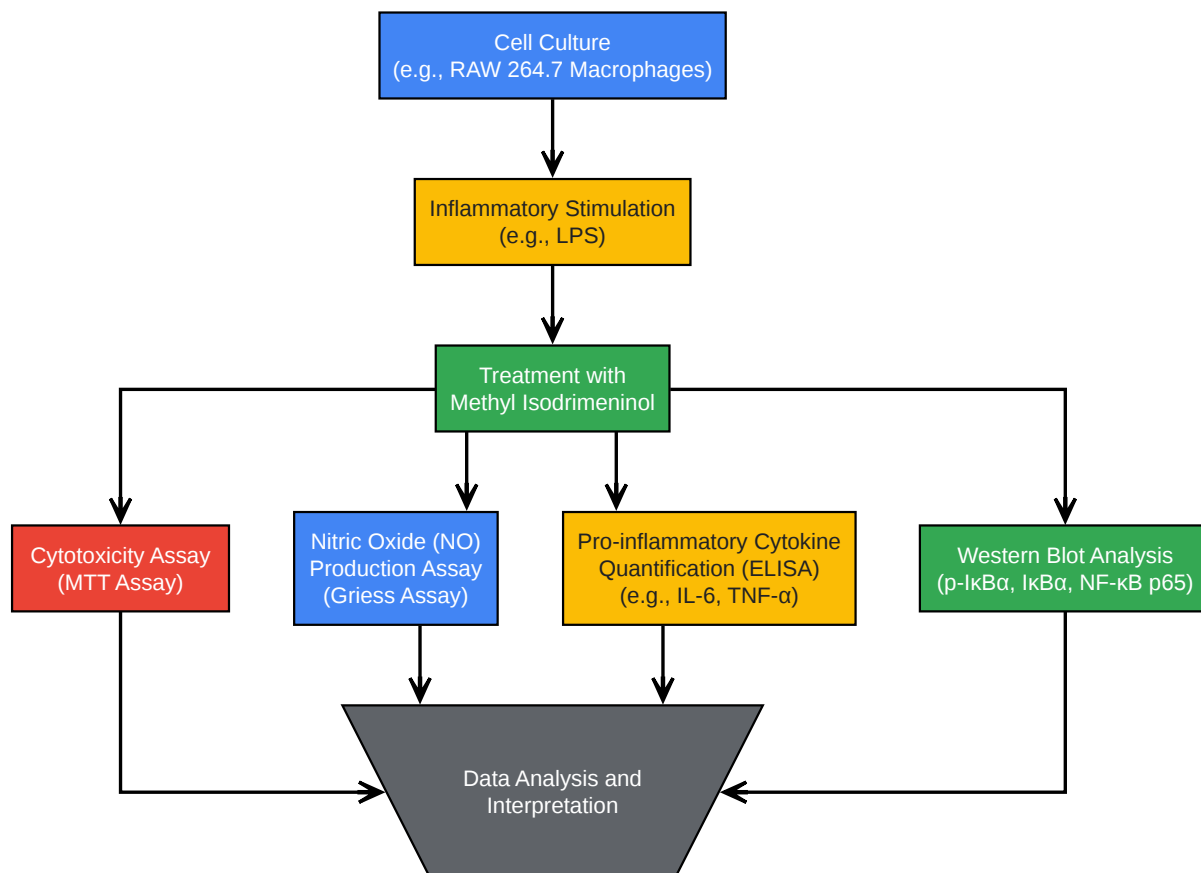 Cell Culture
(e.g., RAW 264.7 Macrophages)
Inflammatory Stimulation
(e.g., LPS)
Treatment with
Methyl Isodrimeninol
Cytotoxicity Assay
(MTT Assay)
Nitric Oxide (NO)
Production Assay
(Griess Assay)
Pro-inflammatory Cytokine
Quantification (ELISA)
(e.g., IL-6, TNF-α)
Western Blot Analysis
(p-IκBα, IκBα, NF-κB p65)
Data Analysis and
Interpretation